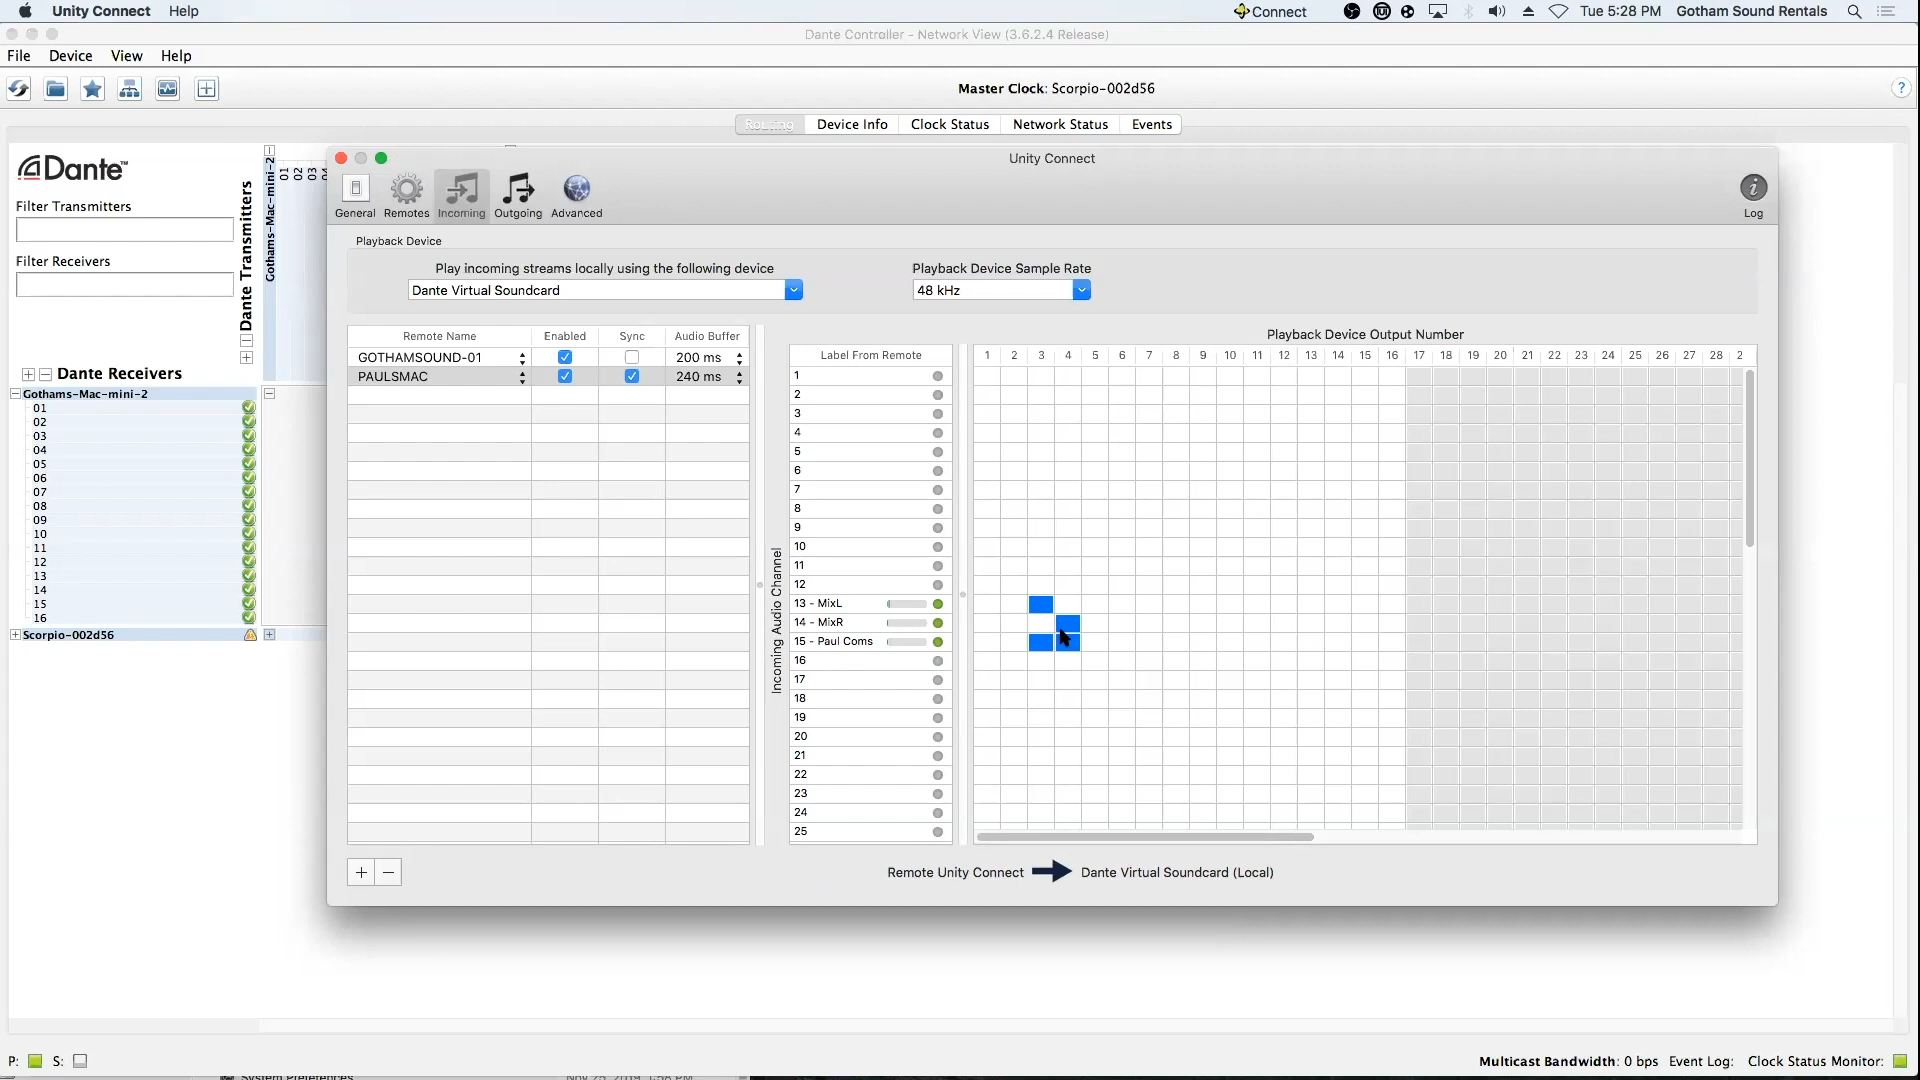 Unity Connect Help
Connect Tue 5:28 PM Gotham Sound Rentals
Dante Controller - Network View (3.6.2.4 Release)
File Device View Help
Master Clock: Scorpio-002d56
?
Routing Device Info Clock Status Network Status Events
Dante™
Filter Transmitters
Filter Receivers
Dante Transmitters
Gothams-Mac-mini-2
01
02
03
Dante Receivers
Gothams-Mac-mini-2
01
02
03
04
05
06
07
08
09
10
11
12
13
14
15
16
Scorpio-002d56
Unity Connect
General Remotes Incoming Outgoing Advanced
Log
Playback Device
Play incoming streams locally using the following device
Playback Device Sample Rate
Dante Virtual Soundcard
48 kHz
Remote Name Enabled Sync Audio Buffer
GOTHAMSOUND-01 200 ms
PAULSMAC 240 ms
Incoming Audio Channel
Label From Remote
1
2
3
4
5
6
7
8
9
10
11
12
13 - MixL
14 - MixR
15 - Paul Coms
16
17
18
19
20
21
22
23
24
25
Playback Device Output Number
1 2 3 4 5 6 7 8 9 10 11 12 13 14 15 16 17 18 19 20 21 22 23 24 25 26 27 28 2
+ −
Remote Unity Connect Dante Virtual Soundcard (Local)
P: S:
Multicast Bandwidth: 0 bps Event Log: Clock Status Monitor: